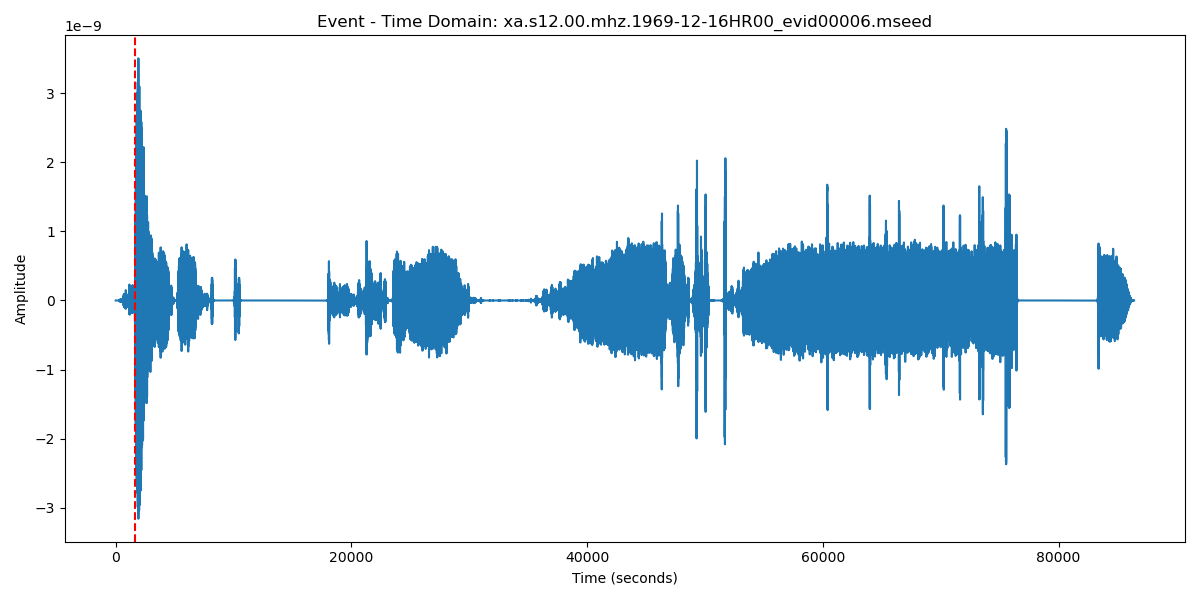 Event - Time Domain: xa.s12.00.mhz.1969-12-16HR00_evid00006.mseed
1e−9
3
2
1
0
−1
−2
−3
Amplitude
0 20000 40000 60000 80000
Time (seconds)